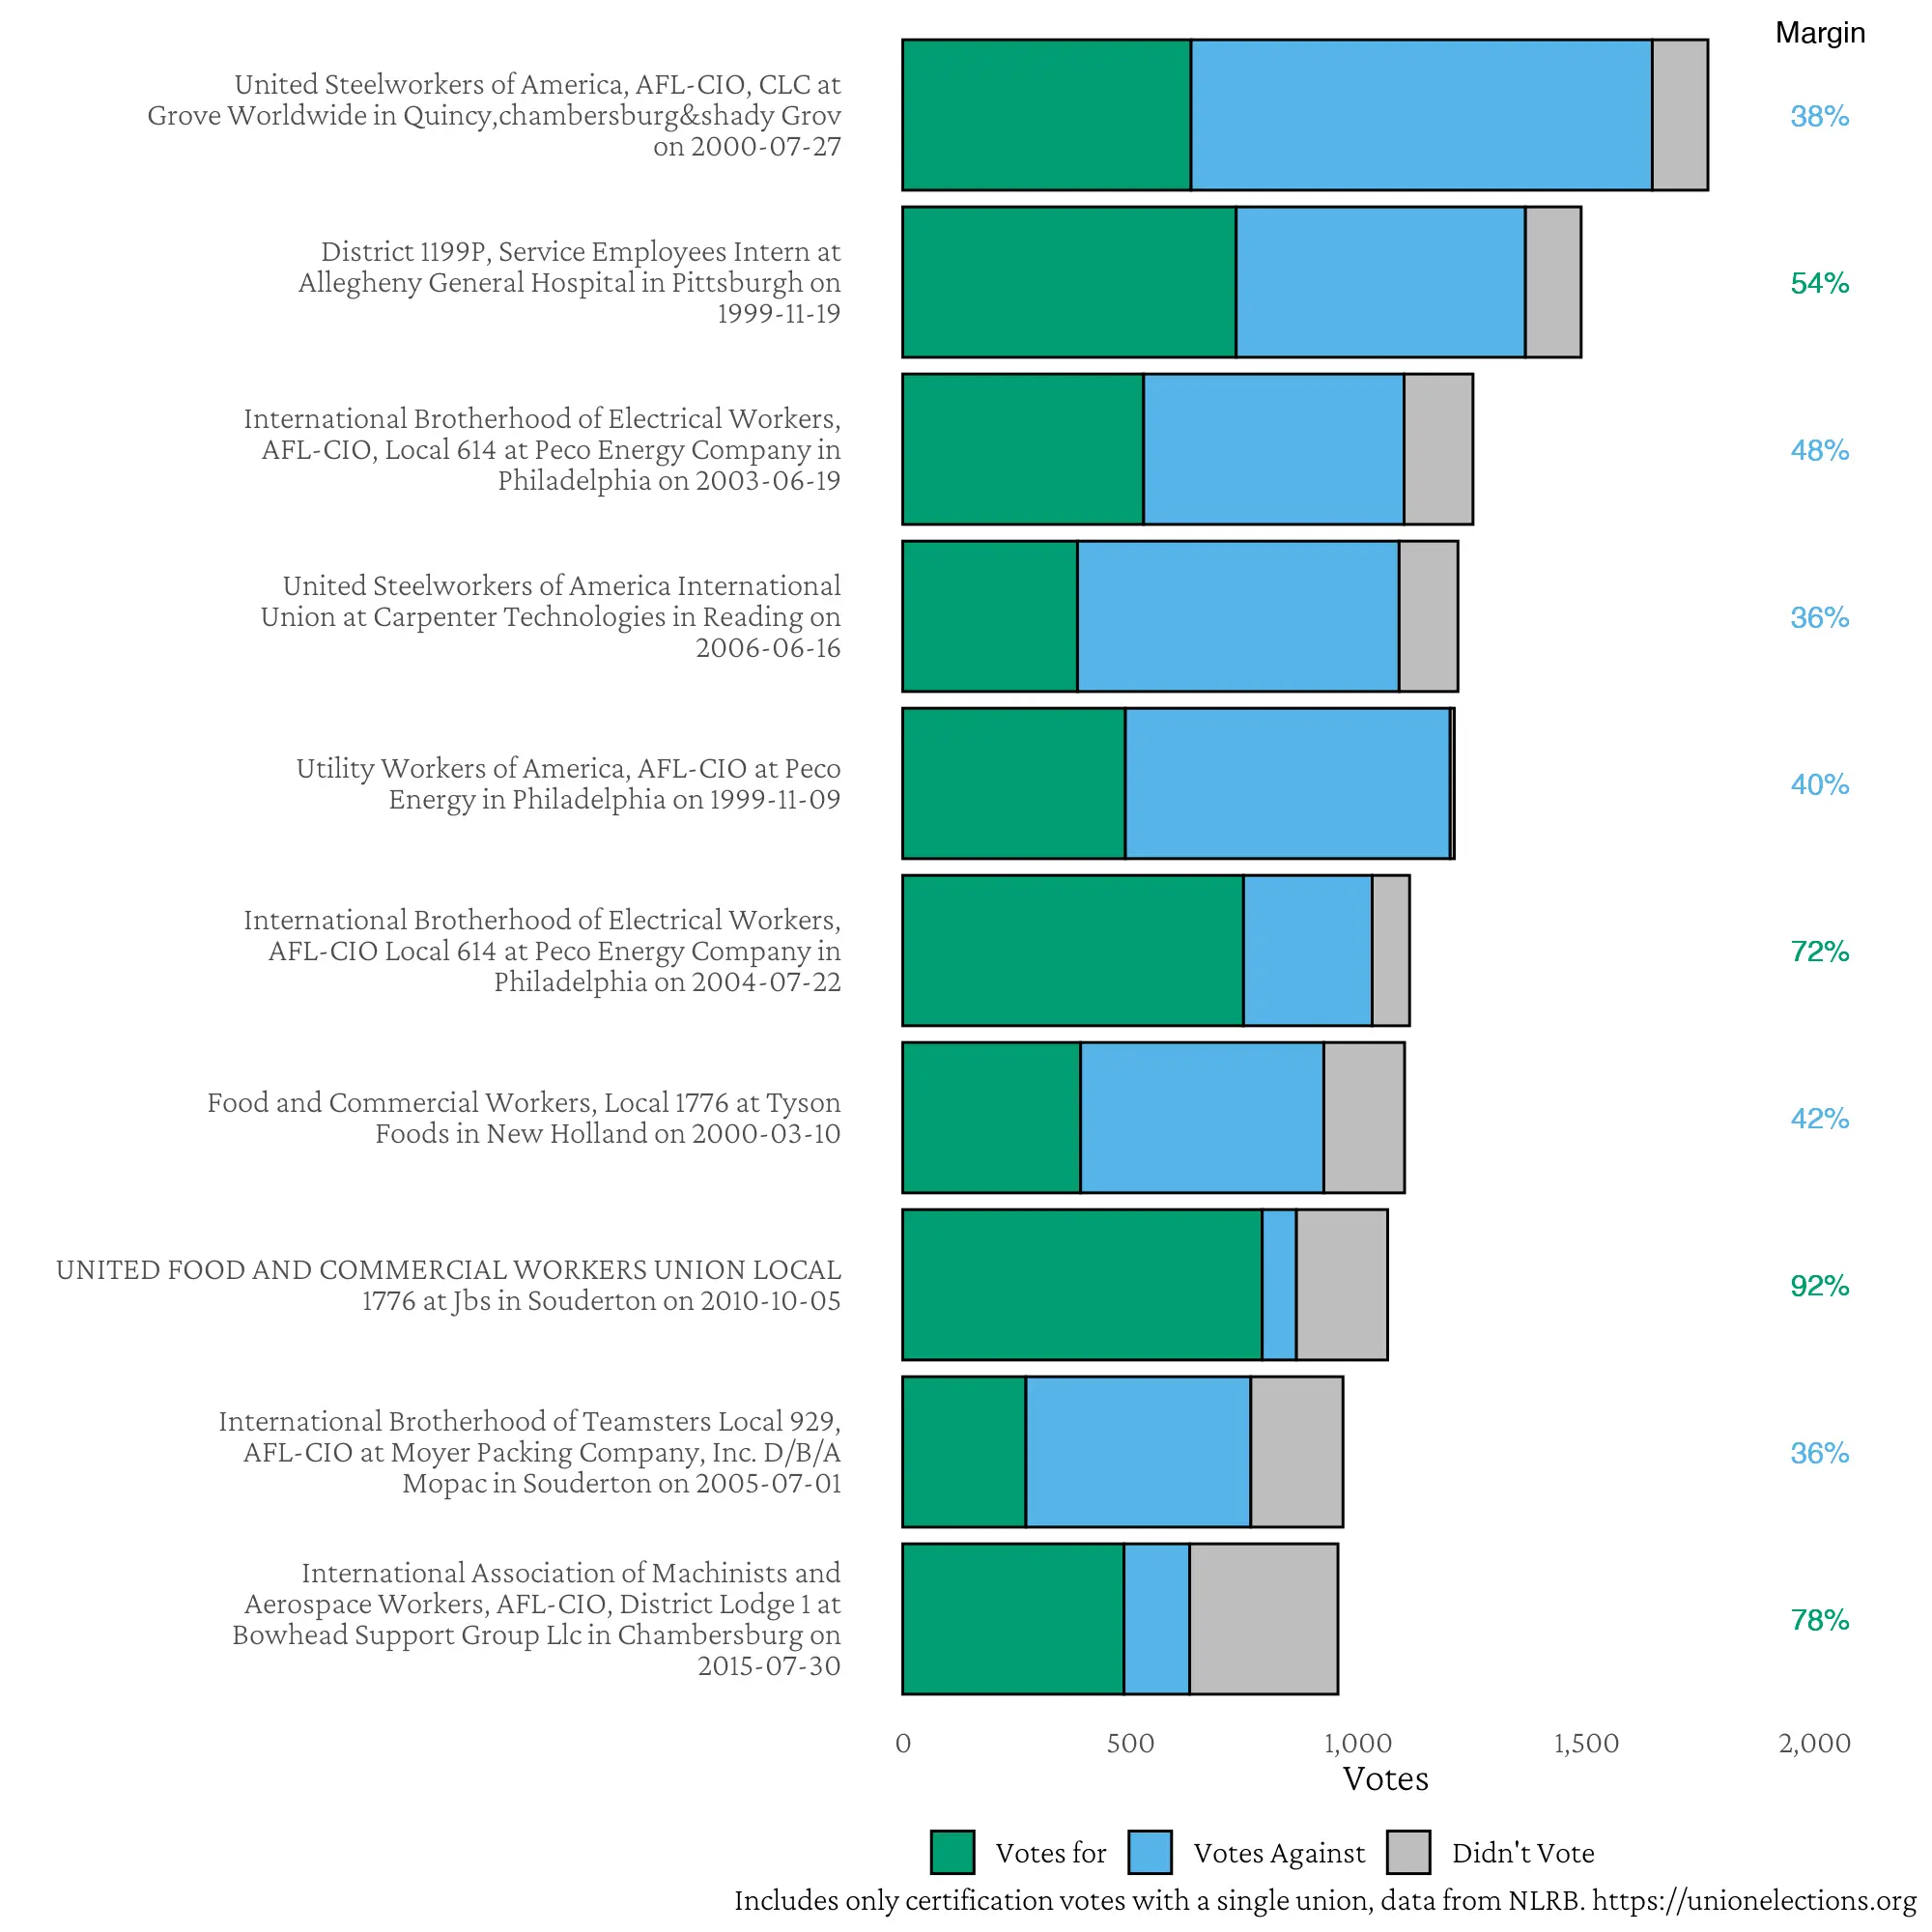 Margin
United Steelworkers of America, AFL-CIO, CLC at
Grove Worldwide in Quincy,chambersburg&shady Grov
on 2000-07-27
38%
District 1199P, Service Employees Intern at
Allegheny General Hospital in Pittsburgh on
1999-11-19
54%
International Brotherhood of Electrical Workers,
AFL-CIO, Local 614 at Peco Energy Company in
Philadelphia on 2003-06-19
48%
United Steelworkers of America International
Union at Carpenter Technologies in Reading on
2006-06-16
36%
Utility Workers of America, AFL-CIO at Peco
Energy in Philadelphia on 1999-11-09
40%
International Brotherhood of Electrical Workers,
AFL-CIO Local 614 at Peco Energy Company in
Philadelphia on 2004-07-22
72%
Food and Commercial Workers, Local 1776 at Tyson
Foods in New Holland on 2000-03-10
42%
UNITED FOOD AND COMMERCIAL WORKERS UNION LOCAL
1776 at Jbs in Souderton on 2010-10-05
92%
International Brotherhood of Teamsters Local 929,
AFL-CIO at Moyer Packing Company, Inc. D/B/A
Mopac in Souderton on 2005-07-01
36%
International Association of Machinists and
Aerospace Workers, AFL-CIO, District Lodge 1 at
Bowhead Support Group Llc in Chambersburg on
2015-07-30
78%
0 500 1,000 1,500 2,000
Votes
Votes for Votes Against Didn't Vote
Includes only certification votes with a single union, data from NLRB. https://unionelections.org